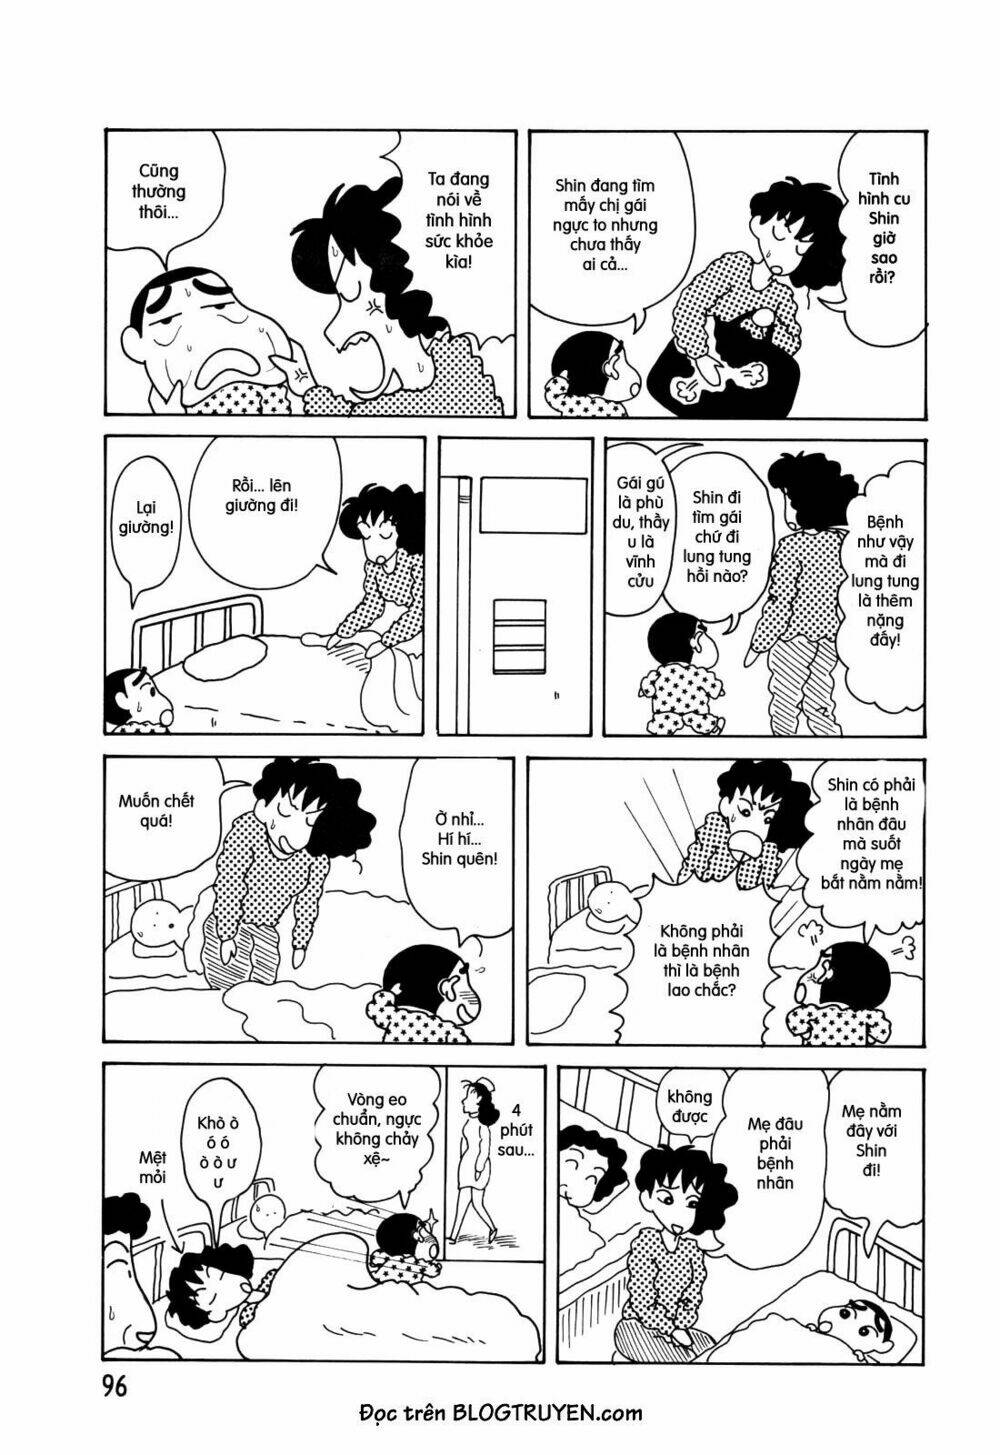 Tình
hình cu
Shin
giờ
sao
rồi?
Shin đang tìm
mấy chị gái
ngực to nhưng
chưa thấy
ai cả...
Ta đang
nói về
tình hình
sức khỏe
kìa!
Cũng
thường
thôi...
Bệnh
như vậy
mà đi
lung tung
là thêm
nặng
đấy!
Shin đi
tìm gái
chứ đi
lung tung
hồi nào?
Gái gú
là phù
du, thầy
u là
vĩnh
cửu
Rồi... lên
giường đi!
Lại
giường!
Shin có phải
là bệnh
nhân đâu
mà suốt
ngày mẹ
bắt nằm nằm!
Không phải
là bệnh nhân
thì là bệnh
lao chắc?
Ờ nhỉ...
Hí hí...
Shin quên!
Muốn chết
quá!
Mẹ nằm
đây với
Shin
đi!
Mẹ đâu
phải
bệnh
nhân
không
được
4
phút
sau...
Vòng eo
chuẩn, ngực
không chảy
xệ~
Khò ò
ó ó
ò ò ư
ư
Mệt
mỏi
96
Đọc trên BLOGTRUYEN.com